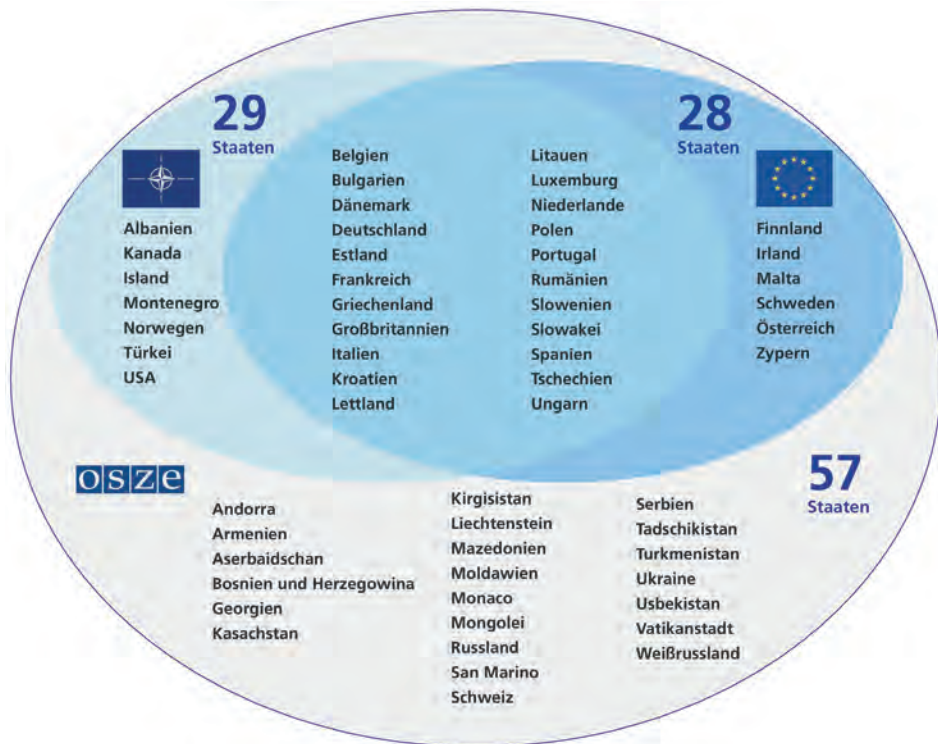 29
Staaten
Albanien
Kanada
Island
Montenegro
Norwegen
Türkei
USA
Belgien
Bulgarien
Dänemark
Deutschland
Estland
Frankreich
Griechenland
Großbritannien
Italien
Kroatien
Lettland
Litauen
Luxemburg
Niederlande
Polen
Portugal
Rumänien
Slowenien
Slowakei
Spanien
Tschechien
Ungarn
28
Staaten
Finnland
Irland
Malta
Schweden
Österreich
Zypern
osze
57
Staaten
Andorra
Armenien
Aserbaidschan
Bosnien und Herzegowina
Georgien
Kasachstan
Kirgisistan
Liechtenstein
Mazedonien
Moldawien
Monaco
Mongolei
Russland
San Marino
Schweiz
Serbien
Tadschikistan
Turkmenistan
Ukraine
Usbekistan
Vatikanstadt
Weißrussland